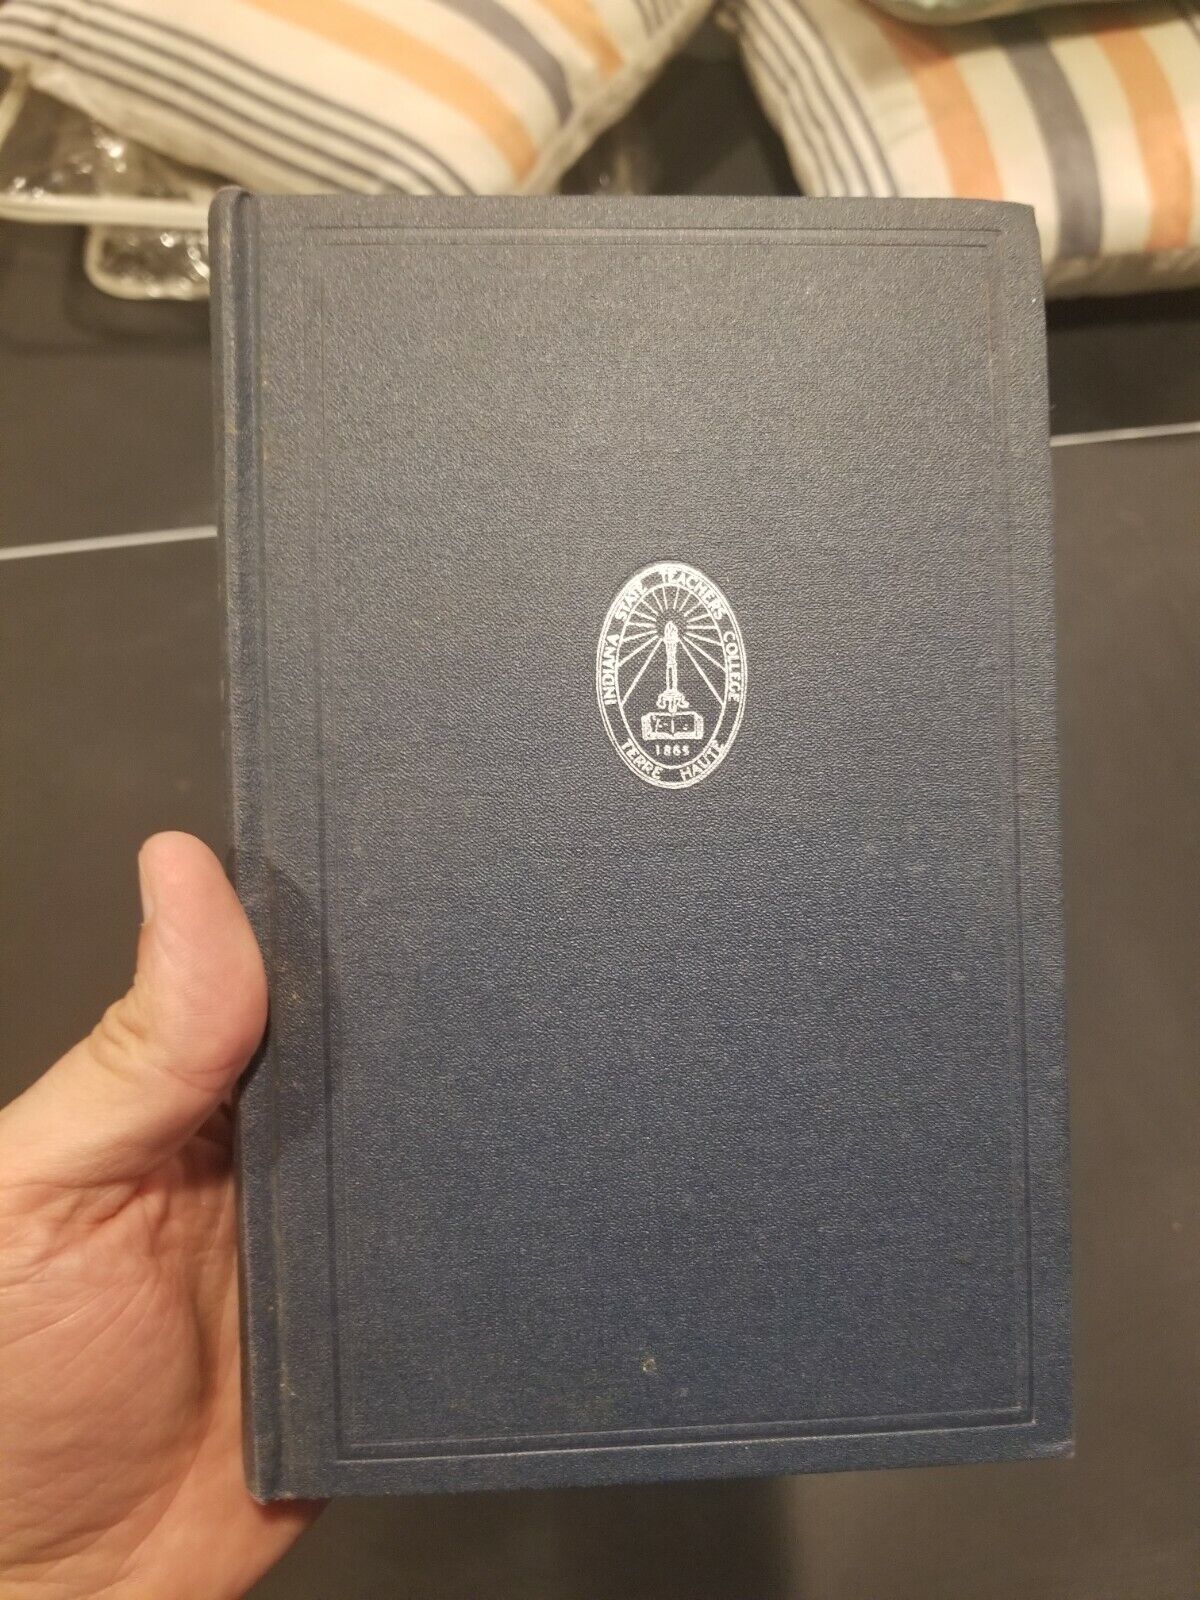 INDIANA STATE TEACHERS COLLEGE
1865
TERRE HAUTE